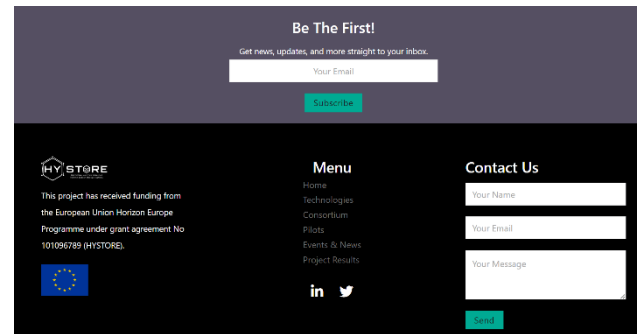 Be The First!
Get news, updates, and more straight to your inbox.
Your Email
Subscribe
HYSTORE
This project has received funding from
the European Union Horizon Europe
Programme under grant agreement No
101096789 (HYSTORE).
Menu
Home
Technologies
Consortium
Pilots
Events & News
Project Results
in
Contact Us
Your Name
Your Email
Your Message
Send